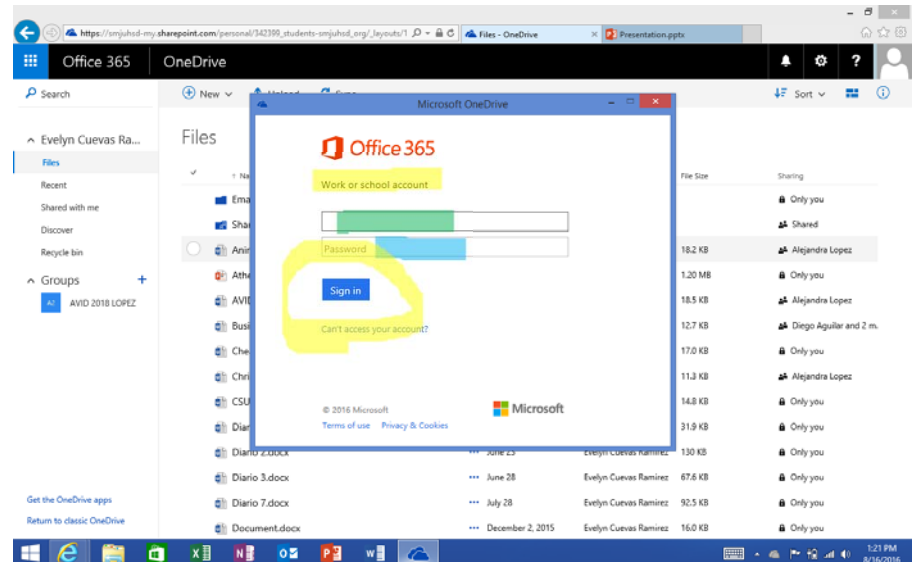 https://smjuhsd-my.sharepoint.com/personal/342399_students-smjuhsd_org/_layouts/1
Files - OneDrive
Presentation.pptx
Office 365
OneDrive
?
Search
New
Sync
Sort
Microsoft OneDrive
Evelyn Cuevas Ra...
Files
Recent
Shared with me
Discover
Recycle bin
Groups
+
A2 AVID 2018 LOPEZ
Get the OneDrive apps
Return to classic OneDrive
Files
File Size Sharing
Only you
Shared
18.2 KB Alejandra Lopez
1.20 MB Only you
18.5 KB Alejandra Lopez
12.7 KB Diego Aguilar and 2 m.
17.0 KB Only you
11.3 KB Alejandra Lopez
14.8 KB Only you
31.9 KB Only you
Diario 2.docx June 23 Evelyn Cuevas Ramirez 130 KB Only you
Diario 3.docx June 28 Evelyn Cuevas Ramirez 67.6 KB Only you
Diario 7.docx July 28 Evelyn Cuevas Ramirez 92.5 KB Only you
Document.docx December 2, 2015 Evelyn Cuevas Ramirez 16.0 KB Only you
Office 365
Work or school account
Password
Sign in
Can't access your account?
© 2016 Microsoft
Microsoft
Terms of use Privacy & Cookies
1:21 PM
8/16/2016